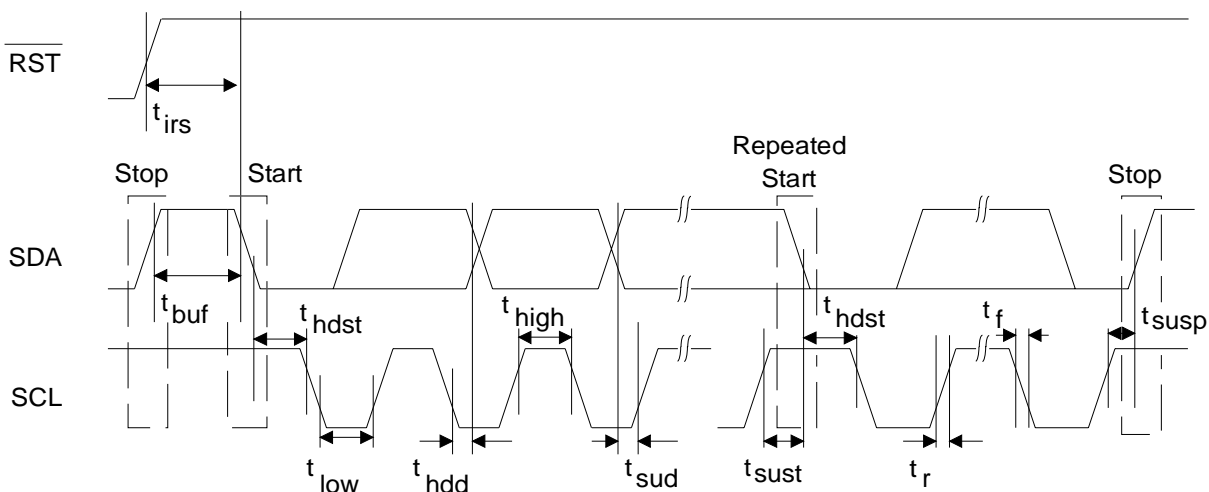 RST
t irs
Repeated
Start
Stop
Start
Stop
SDA
t buf
t hdst
t high
t hdst
t f
t susp
SCL
t low
t hdd
t sud
t sust
t r